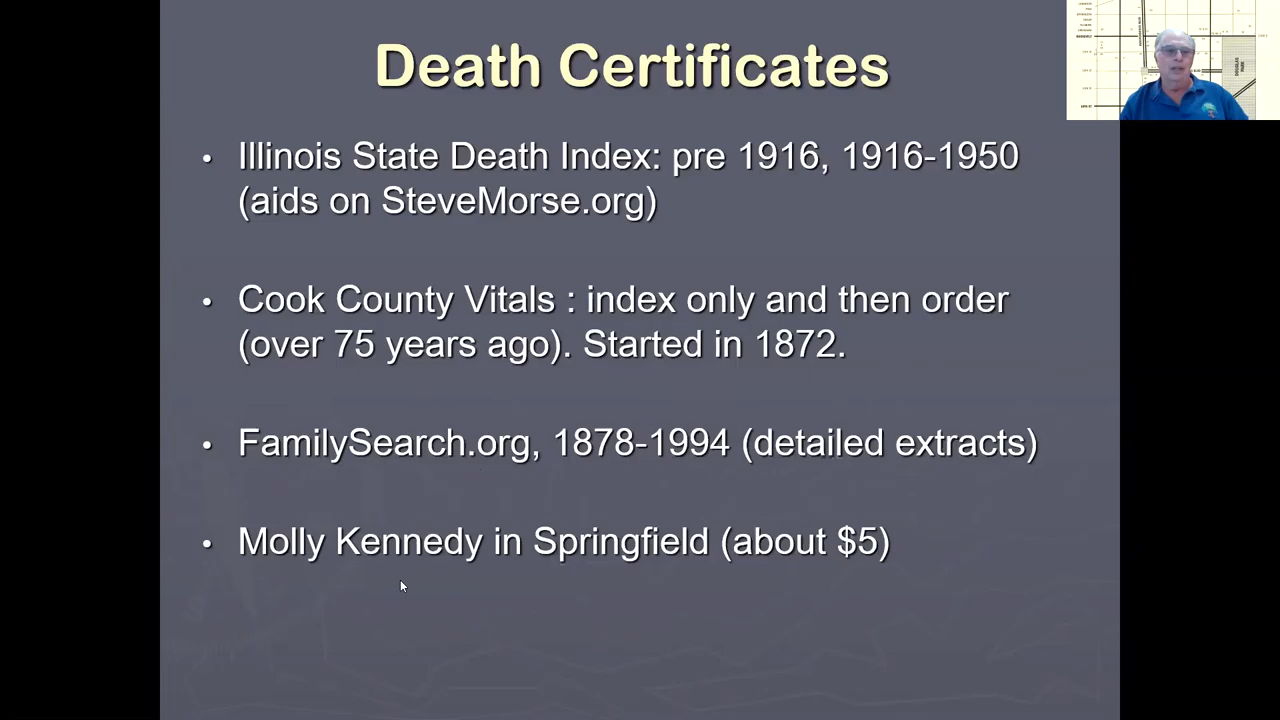 Death Certificates
• Illinois State Death Index: pre 1916, 1916-1950
(aids on SteveMorse.org)
• Cook County Vitals : index only and then order
(over 75 years ago). Started in 1872.
• FamilySearch.org, 1878-1994 (detailed extracts)
• Molly Kennedy in Springfield (about $5)
DOUGLAS
PARK